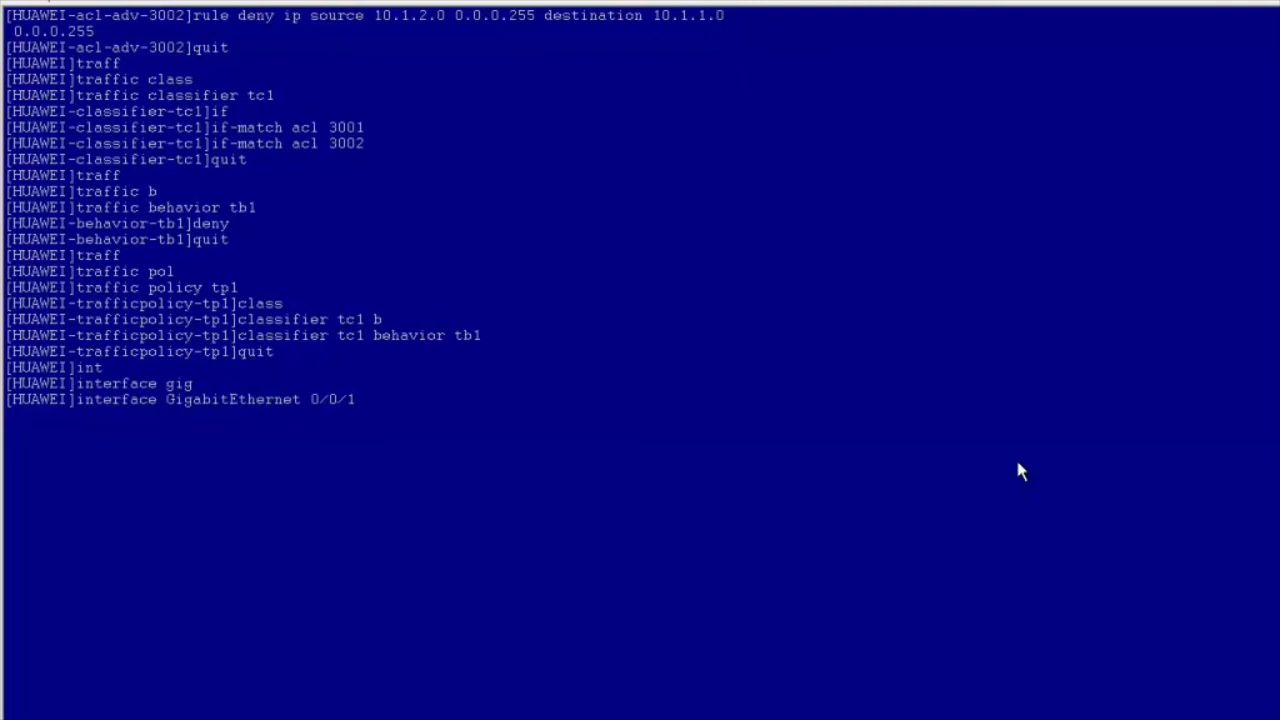 [HUAWEI-acl-adv-3002]rule deny ip source 10.1.2.0 0.0.0.255 destination 10.1.1.0
0.0.0.255
[HUAWEI-acl-adv-3002]quit
[HUAWEI]traff
[HUAWEI]traffic class
[HUAWEI]traffic classifier tc1
[HUAWEI-classifier-tc1]if
[HUAWEI-classifier-tc1]if-match acl 3001
[HUAWEI-classifier-tc1]if-match acl 3002
[HUAWEI-classifier-tc1]quit
[HUAWEI]traff
[HUAWEI]traffic b
[HUAWEI]traffic behavior tb1
[HUAWEI-behavior-tb1]deny
[HUAWEI-behavior-tb1]quit
[HUAWEI]traff
[HUAWEI]traffic pol
[HUAWEI]traffic policy tp1
[HUAWEI-trafficpolicy-tp1]class
[HUAWEI-trafficpolicy-tp1]classifier tc1 b
[HUAWEI-trafficpolicy-tp1]classifier tc1 behavior tb1
[HUAWEI-trafficpolicy-tp1]quit
[HUAWEI]int
[HUAWEI]interface gig
[HUAWEI]interface GigabitEthernet 0/0/1